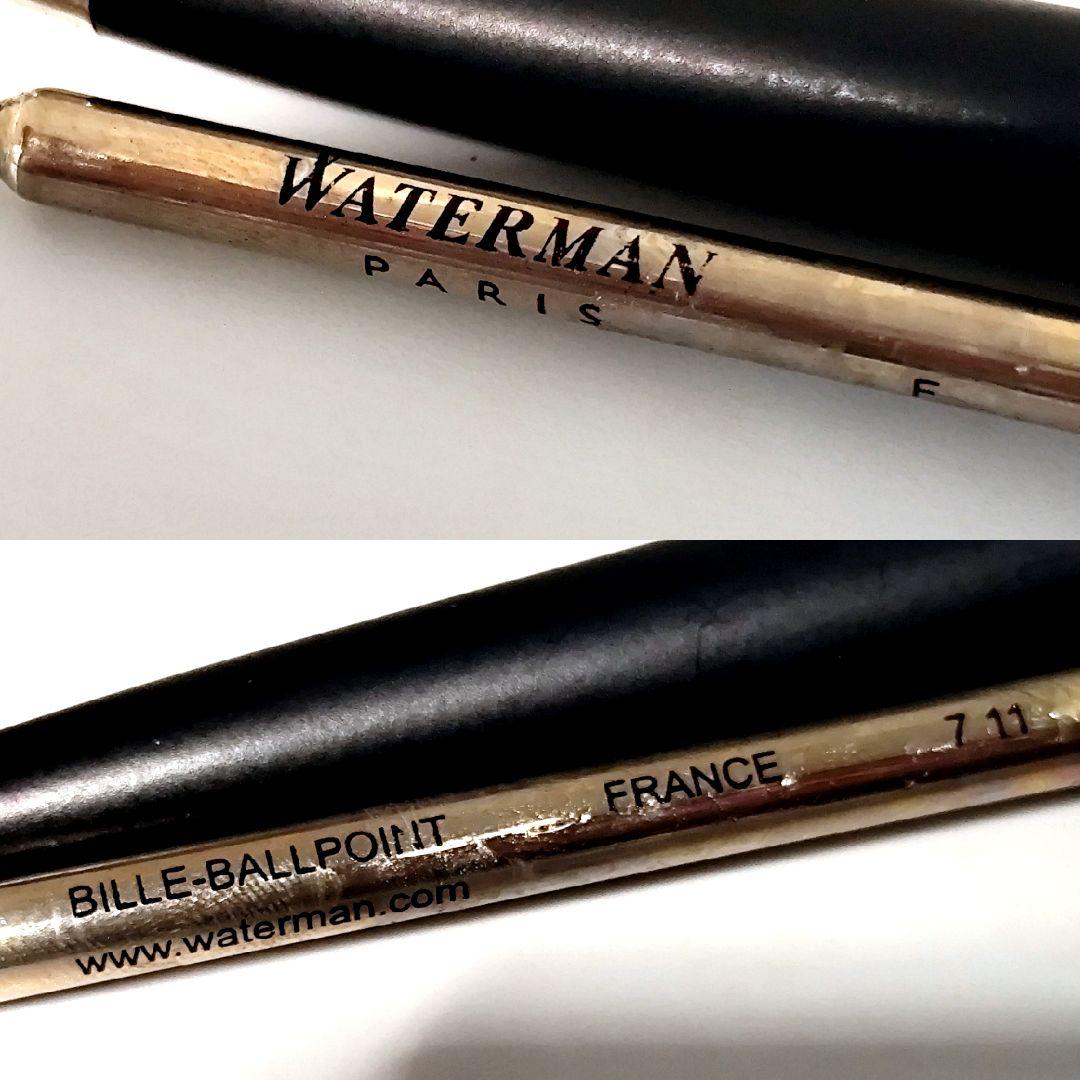 WATERMAN
PARIS
F
BILLE-BALLPOINT FRANCE 7 11
www.waterman.com